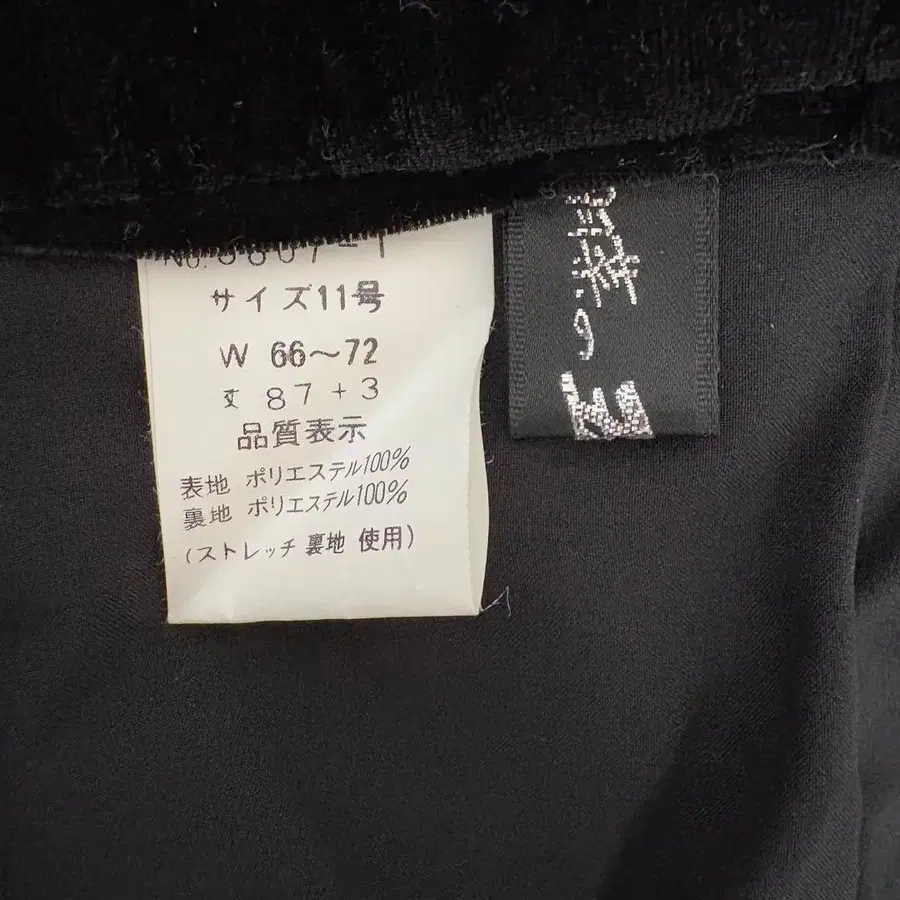 サイズ11号
W 66～72
丈 87+3
品質表示
表地 ポリエステル100%
裏地 ポリエステル100%
(ストレッチ 裏地 使用)